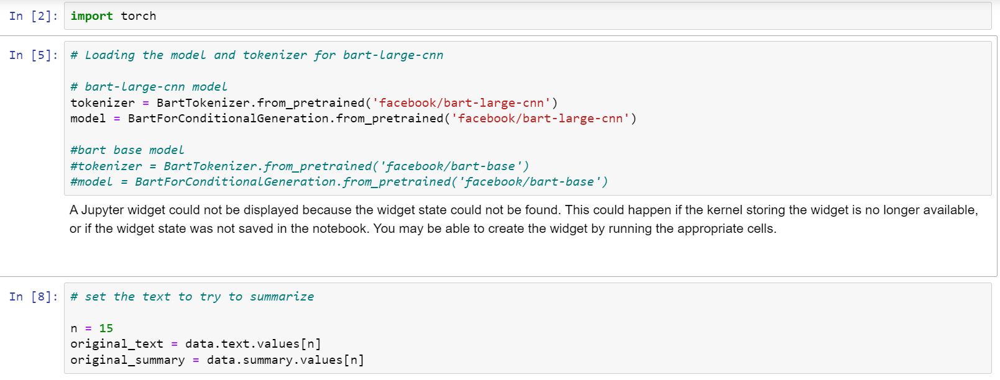 In [2]: import torch
In [5]: # Loading the model and tokenizer for bart-large-cnn
# bart-large-cnn model
tokenizer = BartTokenizer.from_pretrained('facebook/bart-large-cnn')
model = BartForConditionalGeneration.from_pretrained('facebook/bart-large-cnn')
#bart base model
#tokenizer = BartTokenizer.from_pretrained('facebook/bart-base')
#model = BartForConditionalGeneration.from_pretrained('facebook/bart-base')
A Jupyter widget could not be displayed because the widget state could not be found. This could happen if the kernel storing the widget is no longer available,
or if the widget state was not saved in the notebook. You may be able to create the widget by running the appropriate cells.
In [8]: # set the text to try to summarize
n = 15
original_text = data.text.values[n]
original_summary = data.summary.values[n]